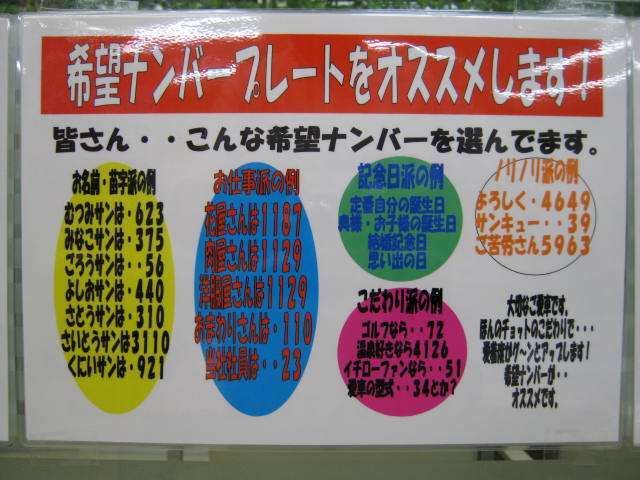 希望ナンバープレートをオススメします！
皆さん・・こんな希望ナンバーを選んでます。
お名前・苗字派の例
むつみサンは・623
みなこサンは・375
ごろうサンは・・56
よしおサンは・440
さとうサンは・310
さいとうサンは3110
くにいサンは・921
お仕事派の例
花屋さんは1187
肉屋さんは1129
洋服屋さんは1129
おまわりさんは・110
当社社員は・・23
記念日派の例
定番自分の誕生日
奥様・お子様の誕生日
結婚記念日
思い出の日
ノリノリ派の例
よろしく・4649
サンキュー・・39
ご苦労さん5963
こだわり派の例
ゴルフなら・・72
温泉好きなら4126
イチローファンなら・・51
愛車の型式・・34とか？
大切なご愛車です。
ほんのチョットのこだわりで・・・
愛着度がグ～ンとアップします！
希望ナンバーが・・
オススメです。